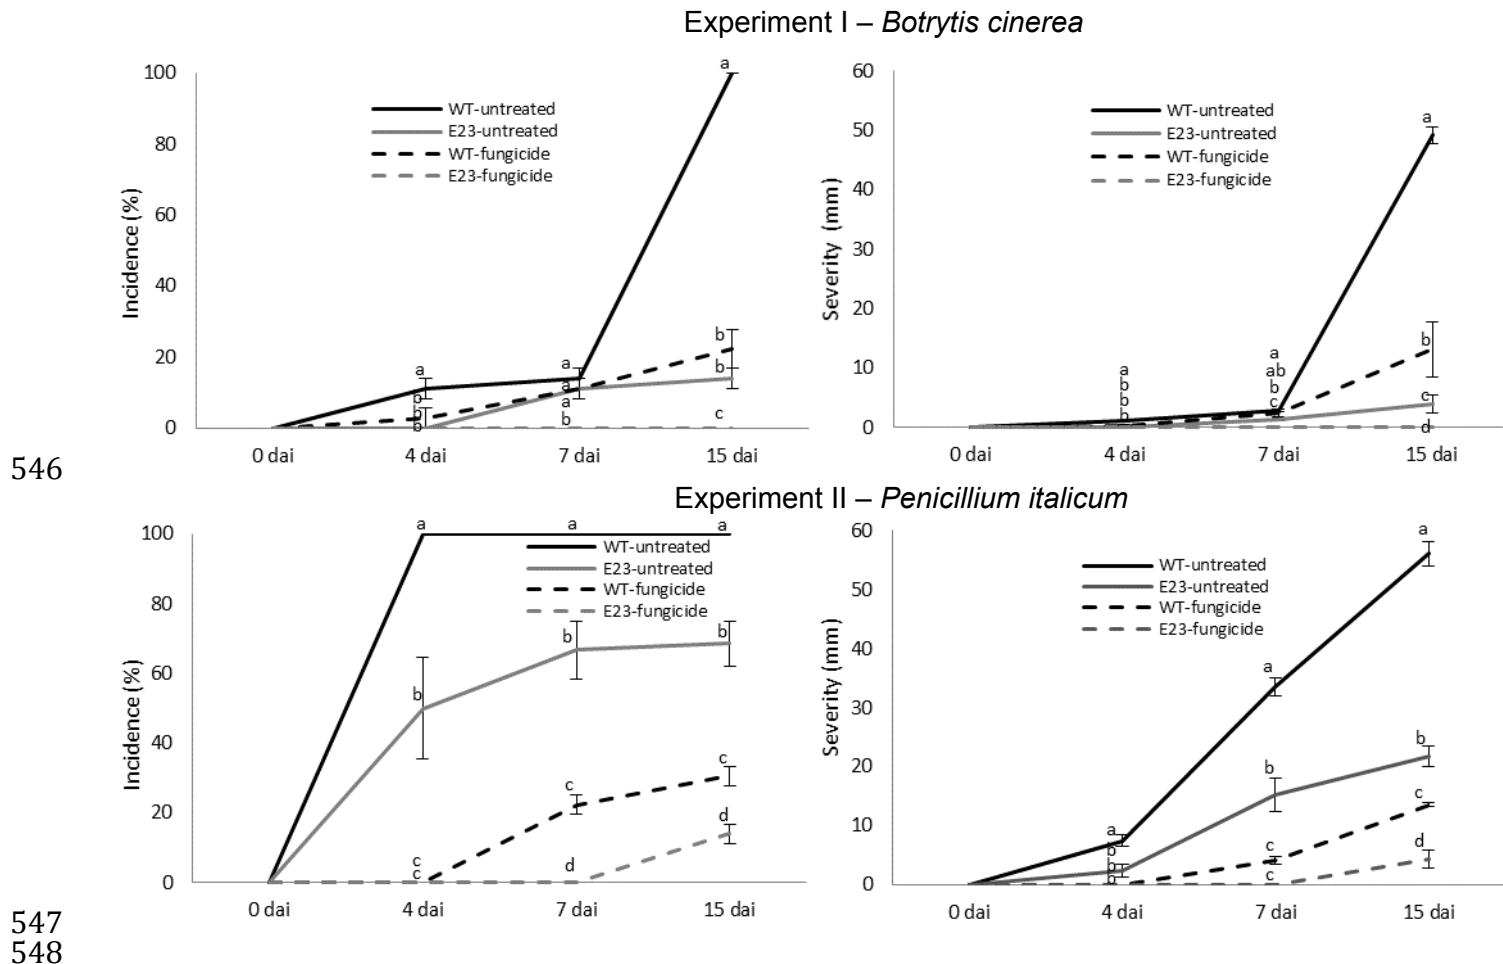 Experiment I – Botrytis cinerea
100
80
60
40
20
0
Incidence (%)
WT-untreated
E23-untreated
WT-fungicide
E23-fungicide
a
b
b
b
a
a
a
b
a
b
b
c
0 dai
4 dai
7 dai
15 dai
60
50
40
30
20
10
0
Severity (mm)
WT-untreated
E23-untreated
WT-fungicide
E23-fungicide
a
b
b
b
a
ab
b
c
a
b
c
d
0 dai
4 dai
7 dai
15 dai
546
Experiment II – Penicillium italicum
100
80
60
40
20
0
Incidence (%)
WT-untreated
E23-untreated
WT-fungicide
E23-fungicide
a
b
c
c
a
b
c
d
a
b
c
d
0 dai
4 dai
7 dai
15 dai
60
50
40
30
20
10
0
Severity (mm)
WT-untreated
E23-untreated
WT-fungicide
E23-fungicide
a
b
b
b
a
b
c
c
a
b
c
d
0 dai
4 dai
7 dai
15 dai
547
548